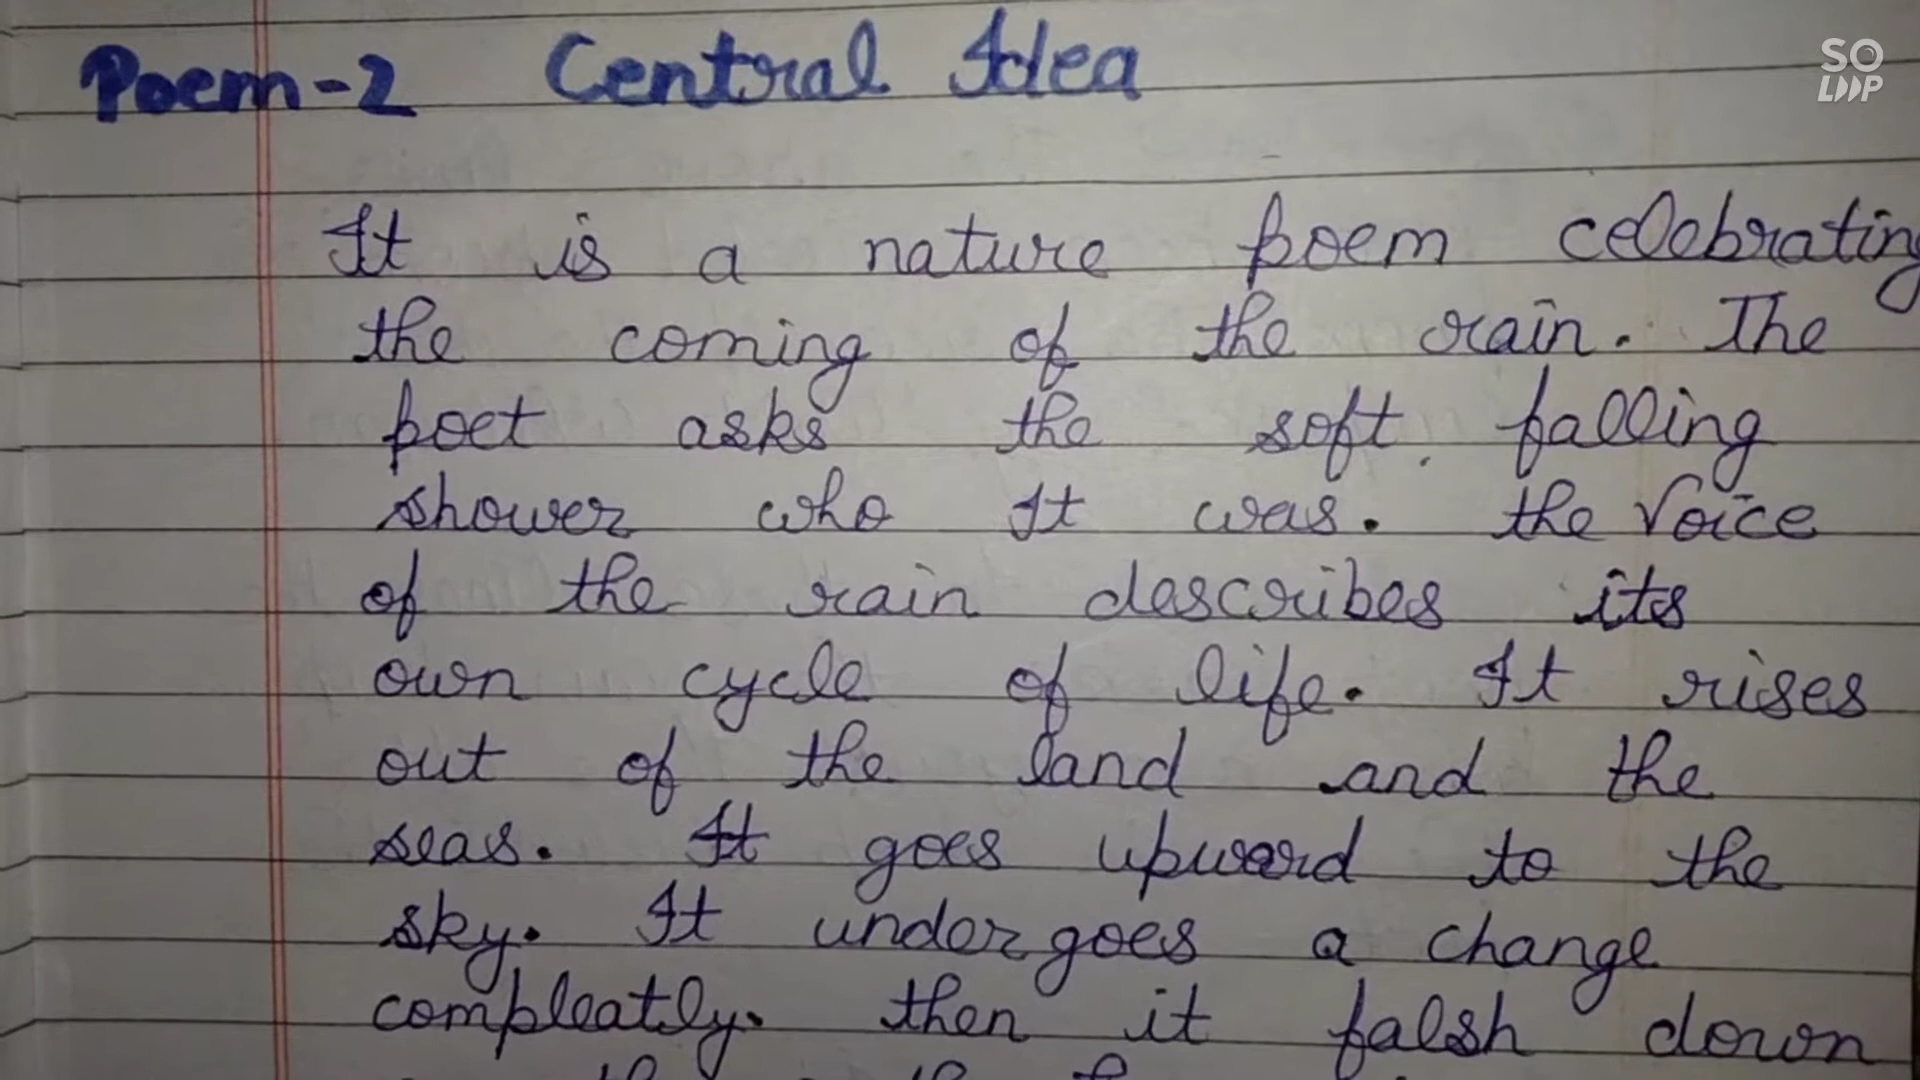 Poem-2 Central Idea
SO
LOOP
It is a nature poem celebrating
the coming of the rain. The
poet asks the soft falling
shower who It was. the Voice
of the rain describes its
own cycle of life. It rises
out of the land and the
seas. It goes upward to the
sky. It undergoes a change
compleatly. then it falsh down